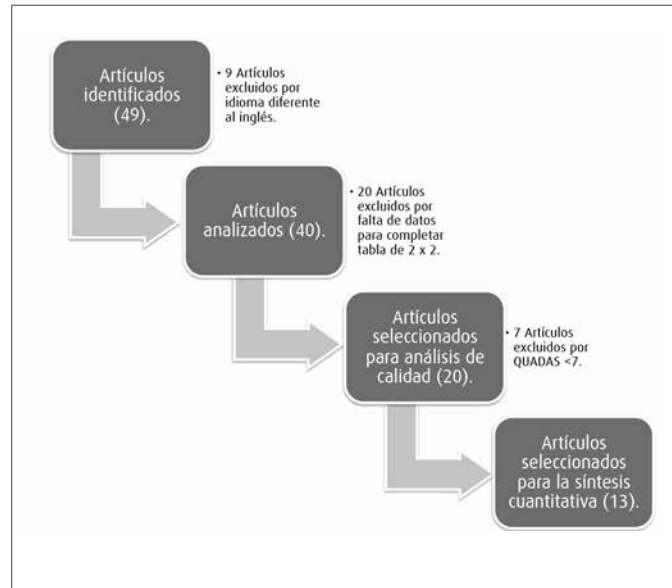 Artículos
identificados
(49).
• 9 Artículos
excluidos por
idioma diferente
al inglés.
Artículos
analizados (40).
• 20 Artículos
excluidos por
falta de datos
para completar
tabla de 2 x 2.
Artículos
seleccionados
para análisis de
calidad (20).
• 7 Artículos
excluidos por
QUADAS <7.
Artículos
seleccionados
para la síntesis
cuantitativa (13).